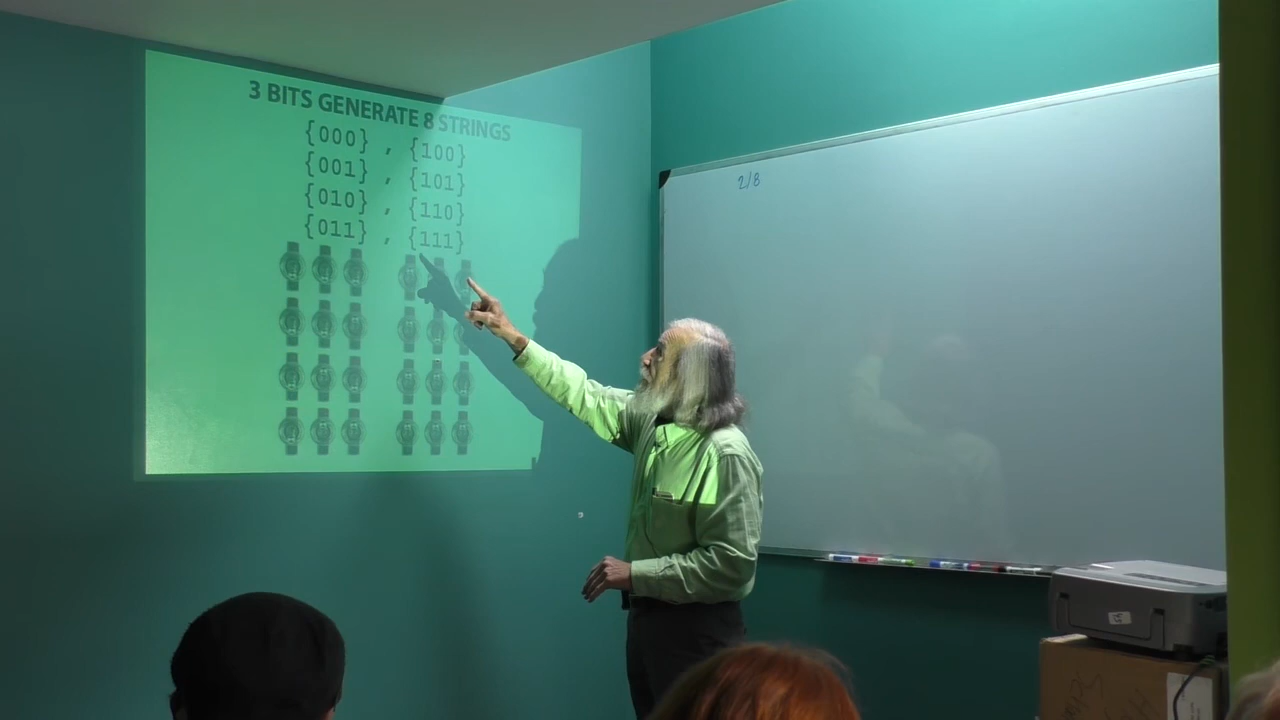 3 BITS GENERATE 8 STRINGS
{000} , {100}
{001} , {101}
{010} , {110}
{011} , {111}
2/8